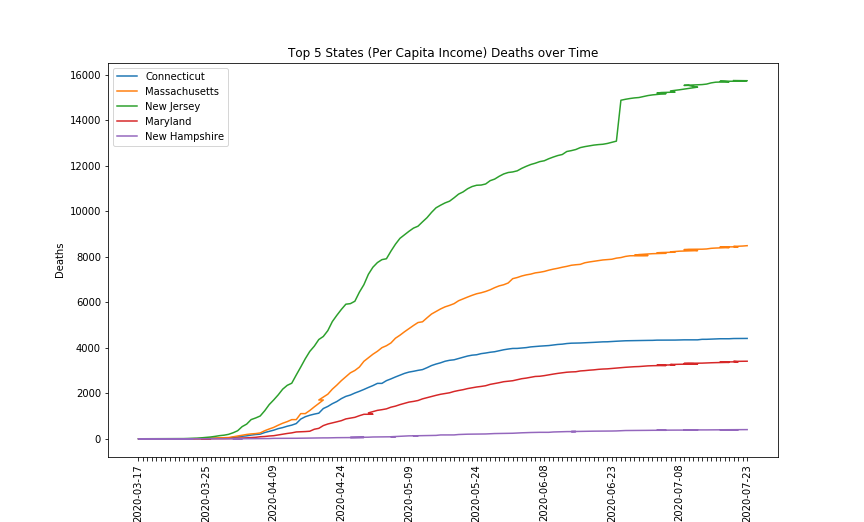 Top 5 States (Per Capita Income) Deaths over Time
Connecticut
Massachusetts
New Jersey
Maryland
New Hampshire
Deaths
16000
14000
12000
10000
8000
6000
4000
2000
0
2020-03-17
2020-03-25
2020-04-09
2020-04-24
2020-05-09
2020-05-24
2020-06-08
2020-06-23
2020-07-08
2020-07-23